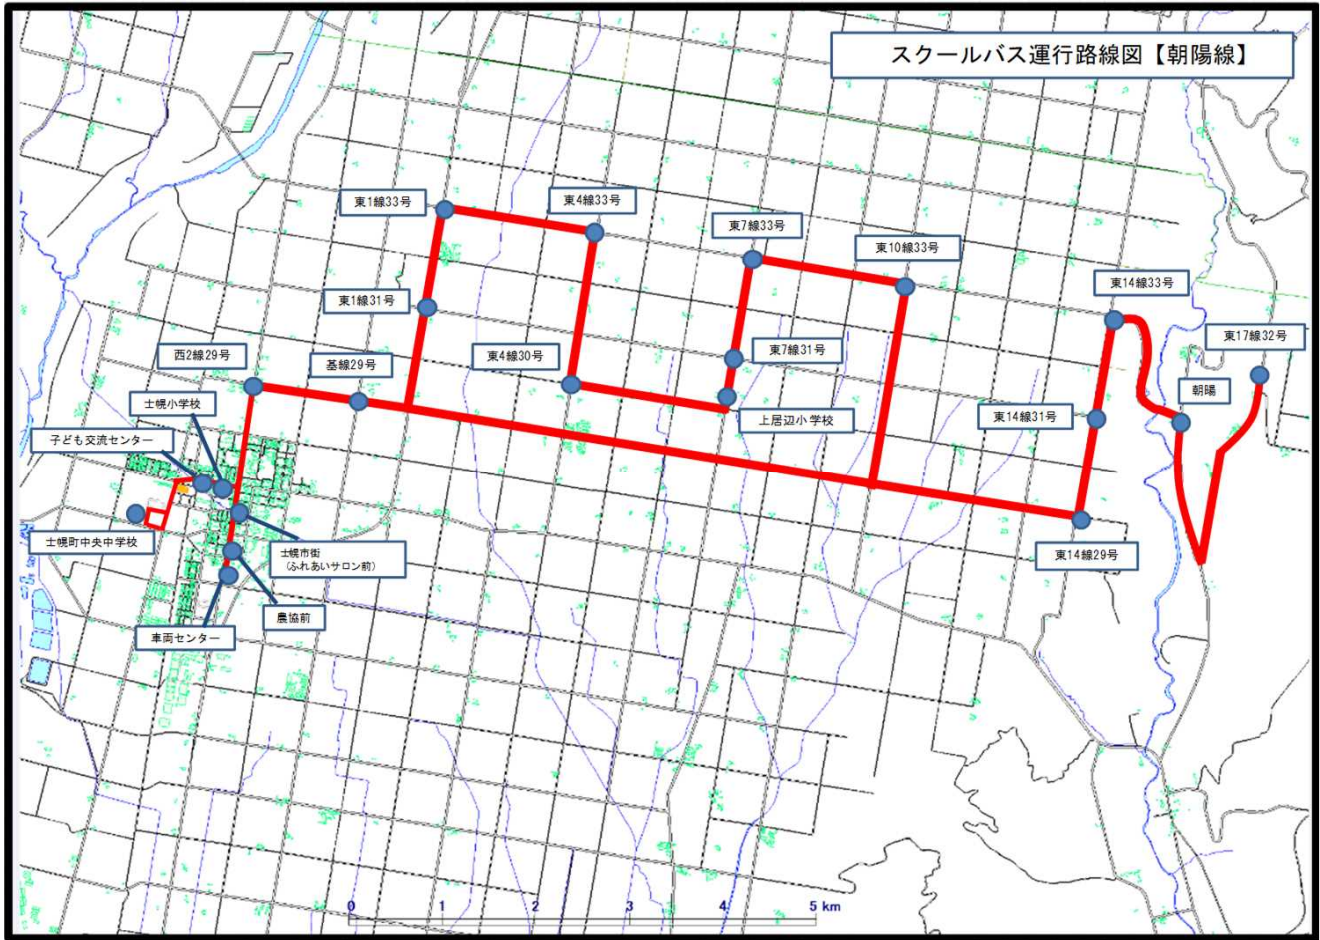 スクールバス運行路線図【朝陽線】
東1線33号
東4線33号
東7線33号
東10線33号
東14線33号
東1線31号
東17線32号
西2線29号
基線29号
東4線30号
東7線31号
朝陽
士幌小学校
上居辺小学校
東14線31号
子ども交流センター
士幌町中央中学校
士幌市街
(ふれあいサロン前)
東14線29号
農協前
車両センター
0 1 2 3 4 5 km